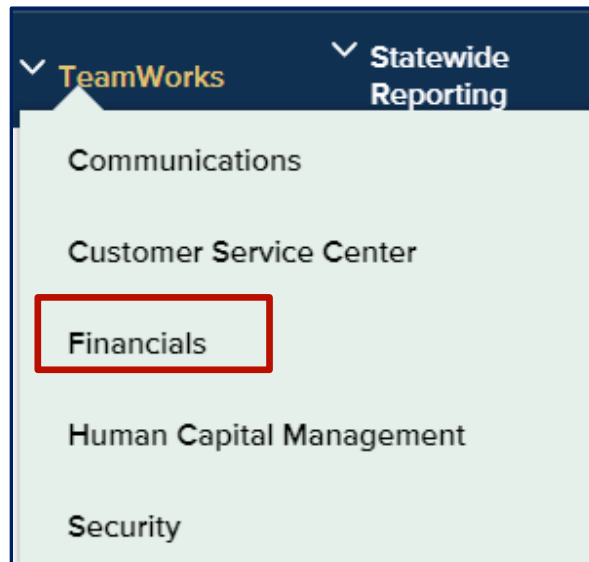 TeamWorks
Statewide
Reporting
Communications
Customer Service Center
Financials
Human Capital Management
Security